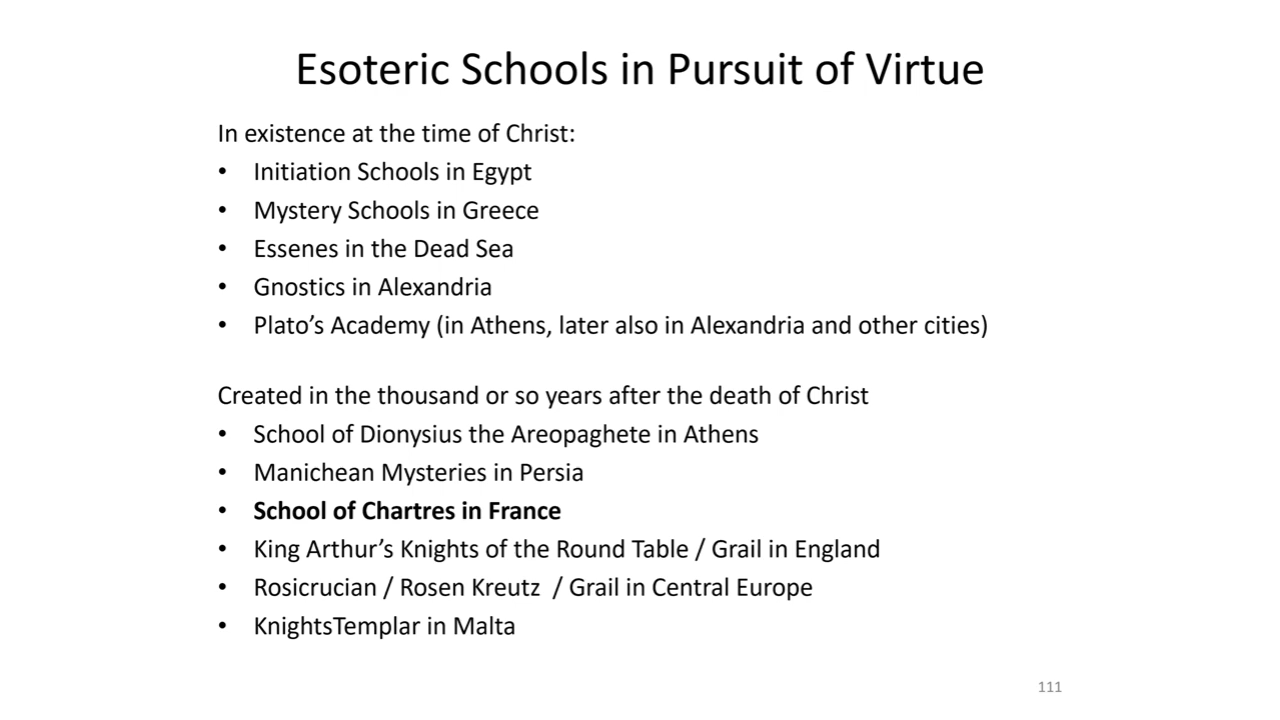 Esoteric Schools in Pursuit of Virtue
In existence at the time of Christ:
• Initiation Schools in Egypt
• Mystery Schools in Greece
• Essenes in the Dead Sea
• Gnostics in Alexandria
• Plato’s Academy (in Athens, later also in Alexandria and other cities)
Created in the thousand or so years after the death of Christ
• School of Dionysius the Areopaghete in Athens
• Manichean Mysteries in Persia
• School of Chartres in France
• King Arthur’s Knights of the Round Table / Grail in England
• Rosicrucian / Rosen Kreutz  / Grail in Central Europe
• KnightsTemplar in Malta
111